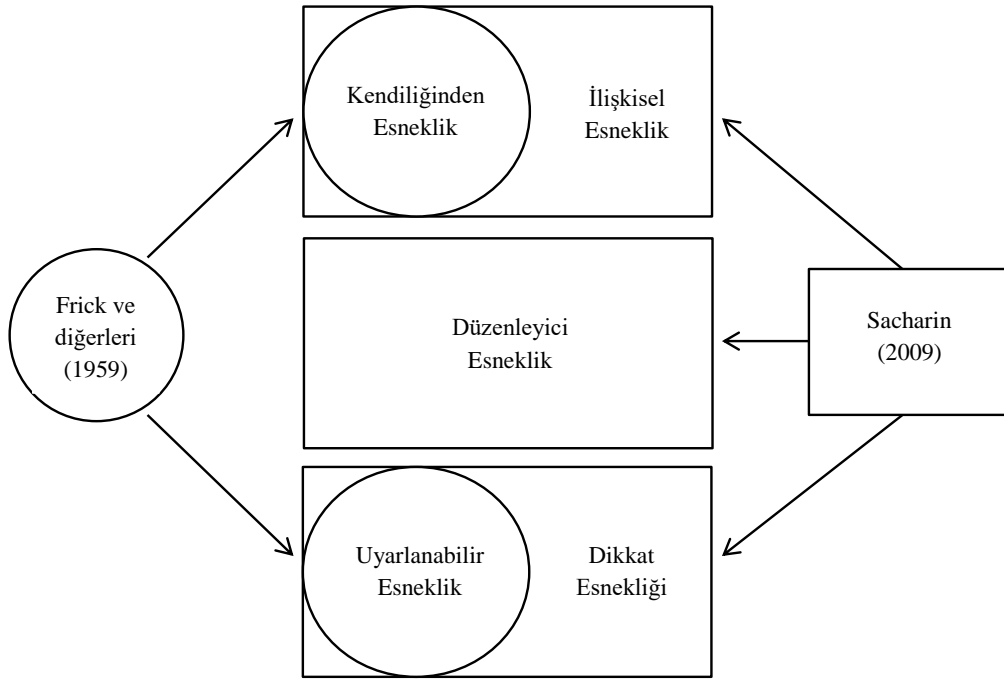 Kendiliğinden
Esneklik
İlişkisel
Esneklik
Frick ve
diğerleri
(1959)
Düzenleyici
Esneklik
Sacharin
(2009)
Uyarlanabilir
Esneklik
Dikkat
Esnekliği